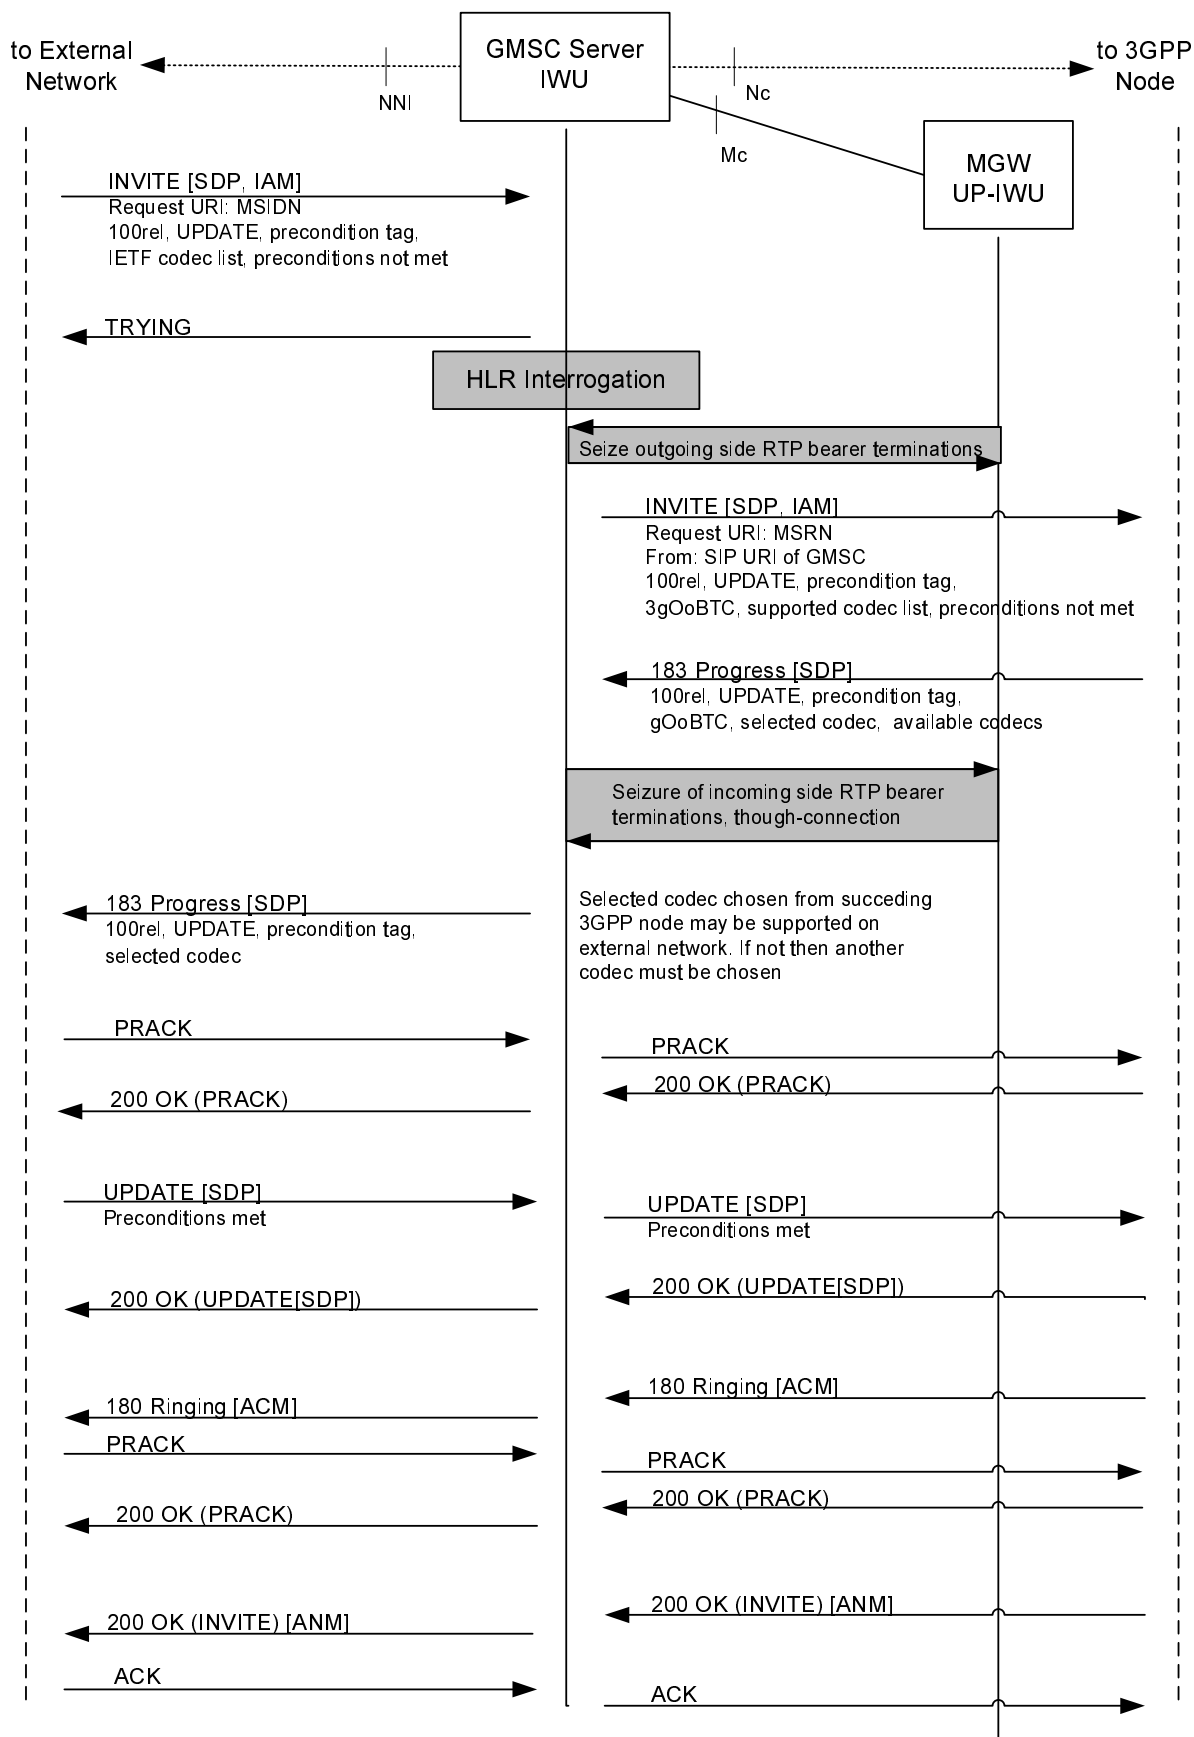 to External
Network
GMSC Server
IWU
to 3GPP
Node
NNI
Nc
Mc
MGW
UP-IWU
INVITE [SDP, IAM]
Request URI: MSIDN
100rel, UPDATE, precondition tag,
IETF codec list, preconditions not met
TRYING
HLR Interrogation
Seize outgoing side RTP bearer terminations
INVITE [SDP, IAM]
Request URI: MSRN
From: SIP URI of GMSC
100rel, UPDATE, precondition tag,
3gOoBTC, supported codec list, preconditions not met
183 Progress [SDP]
100rel, UPDATE, precondition tag,
gOoBTC, selected codec, available codecs
Seizure of incoming side RTP bearer
terminations, though-connection
183 Progress [SDP]
100rel, UPDATE, precondition tag,
selected codec
Selected codec chosen from succeding
3GPP node may be supported on
external network. If not then another
codec must be chosen
PRACK
PRACK
200 OK (PRACK)
200 OK (PRACK)
UPDATE [SDP]
Preconditions met
UPDATE [SDP]
Preconditions met
200 OK (UPDATE[SDP])
200 OK (UPDATE[SDP])
180 Ringing [ACM]
180 Ringing [ACM]
PRACK
PRACK
200 OK (PRACK)
200 OK (PRACK)
200 OK (INVITE) [ANM]
200 OK (INVITE) [ANM]
ACK
ACK